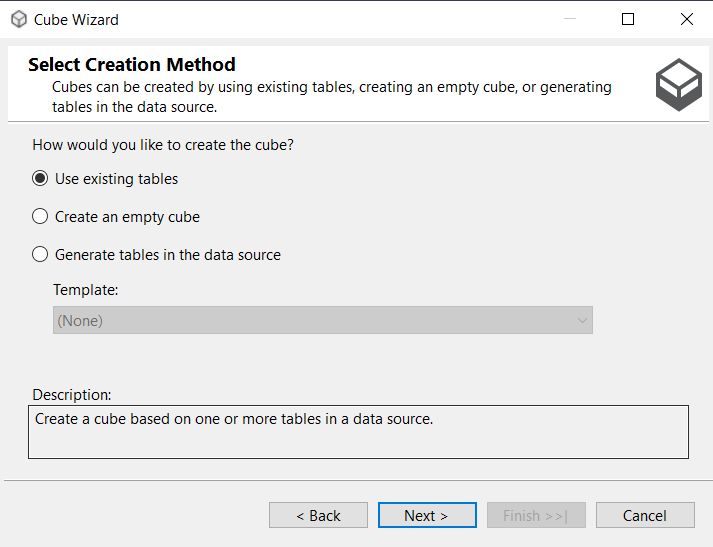 Cube Wizard
Select Creation Method
Cubes can be created by using existing tables, creating an empty cube, or generating
tables in the data source.
How would you like to create the cube?
Use existing tables
Create an empty cube
Generate tables in the data source
Template:
(None)
Description:
Create a cube based on one or more tables in a data source.
< Back
Next >
Finish >>|
Cancel